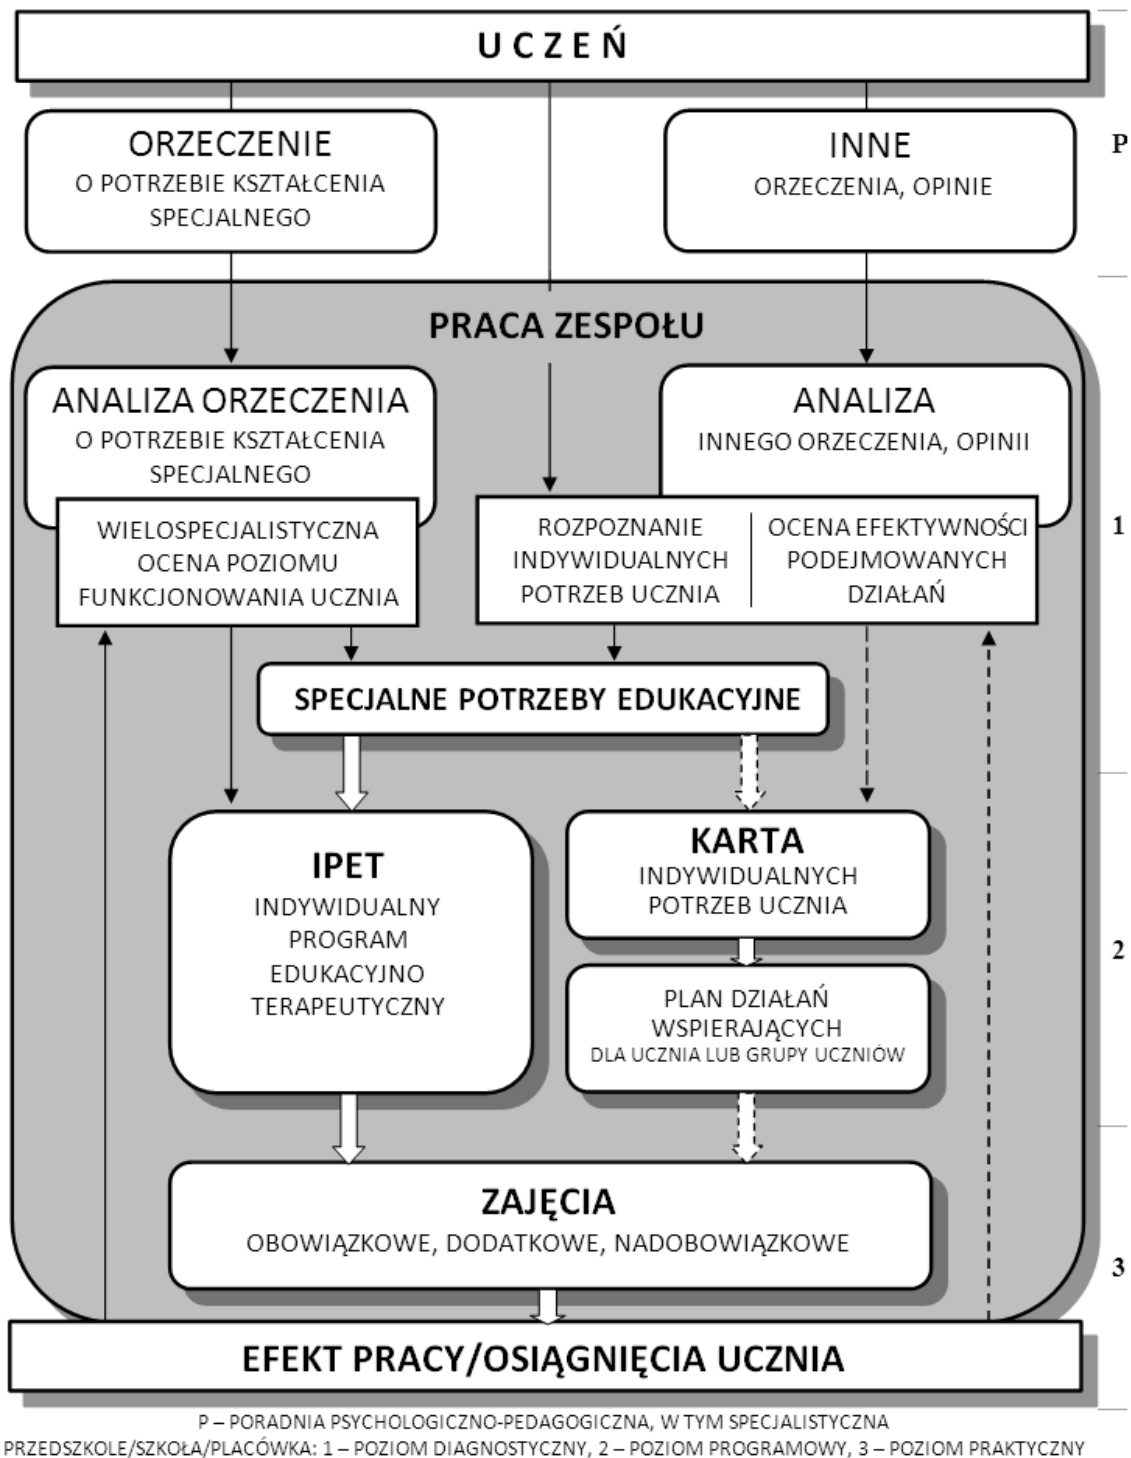 UCZEŃ
ORZECZENIE
O POTRZEBIE KSZTAŁCENIA
SPECJALNEGO
INNE
ORZECZENIA, OPINIE
P
PRACA ZESPOŁU
ANALIZA ORZECZENIA
O POTRZEBIE KSZTAŁCENIA
SPECJALNEGO
ANALIZA
INNEGO ORZECZENIA, OPINII
WIELOSPECJALISTYCZNA
OCENA POZIOMU
FUNKCJONOWANIA UCZNIA
ROZPOZNANIE
INDYWIDUALNYCH
POTRZEB UCZNIA
OCENA EFEKTYWNOŚCI
PODEJMOWANYCH
DZIAŁAŃ
1
SPECJALNE POTRZEBY EDUKACYJNE
IPET
INDYWIDUALNY
PROGRAM
EDUKACYJNO
TERAPEUTYCZNY
KARTA
INDYWIDUALNYCH
POTRZEB UCZNIA
2
PLAN DZIAŁAŃ
WSPIERAJĄCYCH
DLA UCZNIA LUB GRUPY UCZNIÓW
ZAJĘCIA
OBOWIĄZKOWE, DODATKOWE, NADOBOWIĄZKOWE
3
EFEKT PRACY/OSIĄGNIĘCIA UCZNIA
P – PORADNIA PSYCHOLOGICZNO-PEDAGOGICZNA, W TYM SPECJALISTYCZNA
PRZEDSZKOLE/SZKOŁA/PLACÓWKA: 1 – POZIOM DIAGNOSTYCZNY, 2 – POZIOM PROGRAMOWY, 3 – POZIOM PRAKTYCZNY